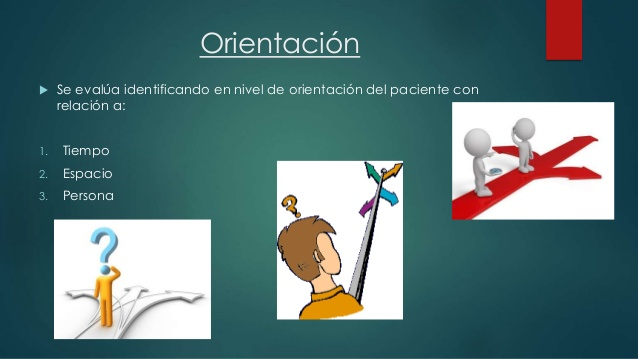 Orientación
Se evalúa identificando en nivel de orientación del paciente con
relación a:
1. Tiempo
2. Espacio
3. Persona